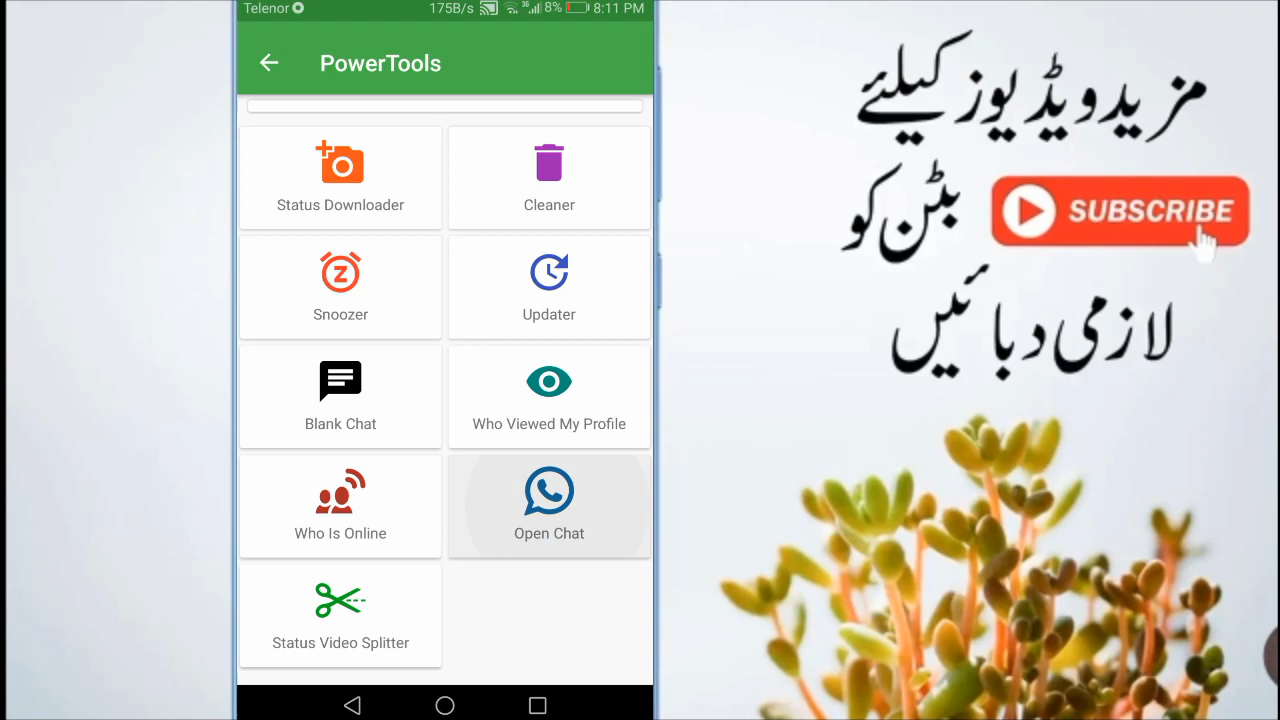 Telenor 175B/s 3G 8% 8:11 PM
PowerTools
Status Downloader
Cleaner
Snoozer
Updater
Blank Chat
Who Viewed My Profile
Who Is Online
Open Chat
Status Video Splitter
مزید ویڈیوز کیلئے
SUBSCRIBE بٹن کو
لازمی دبائیں